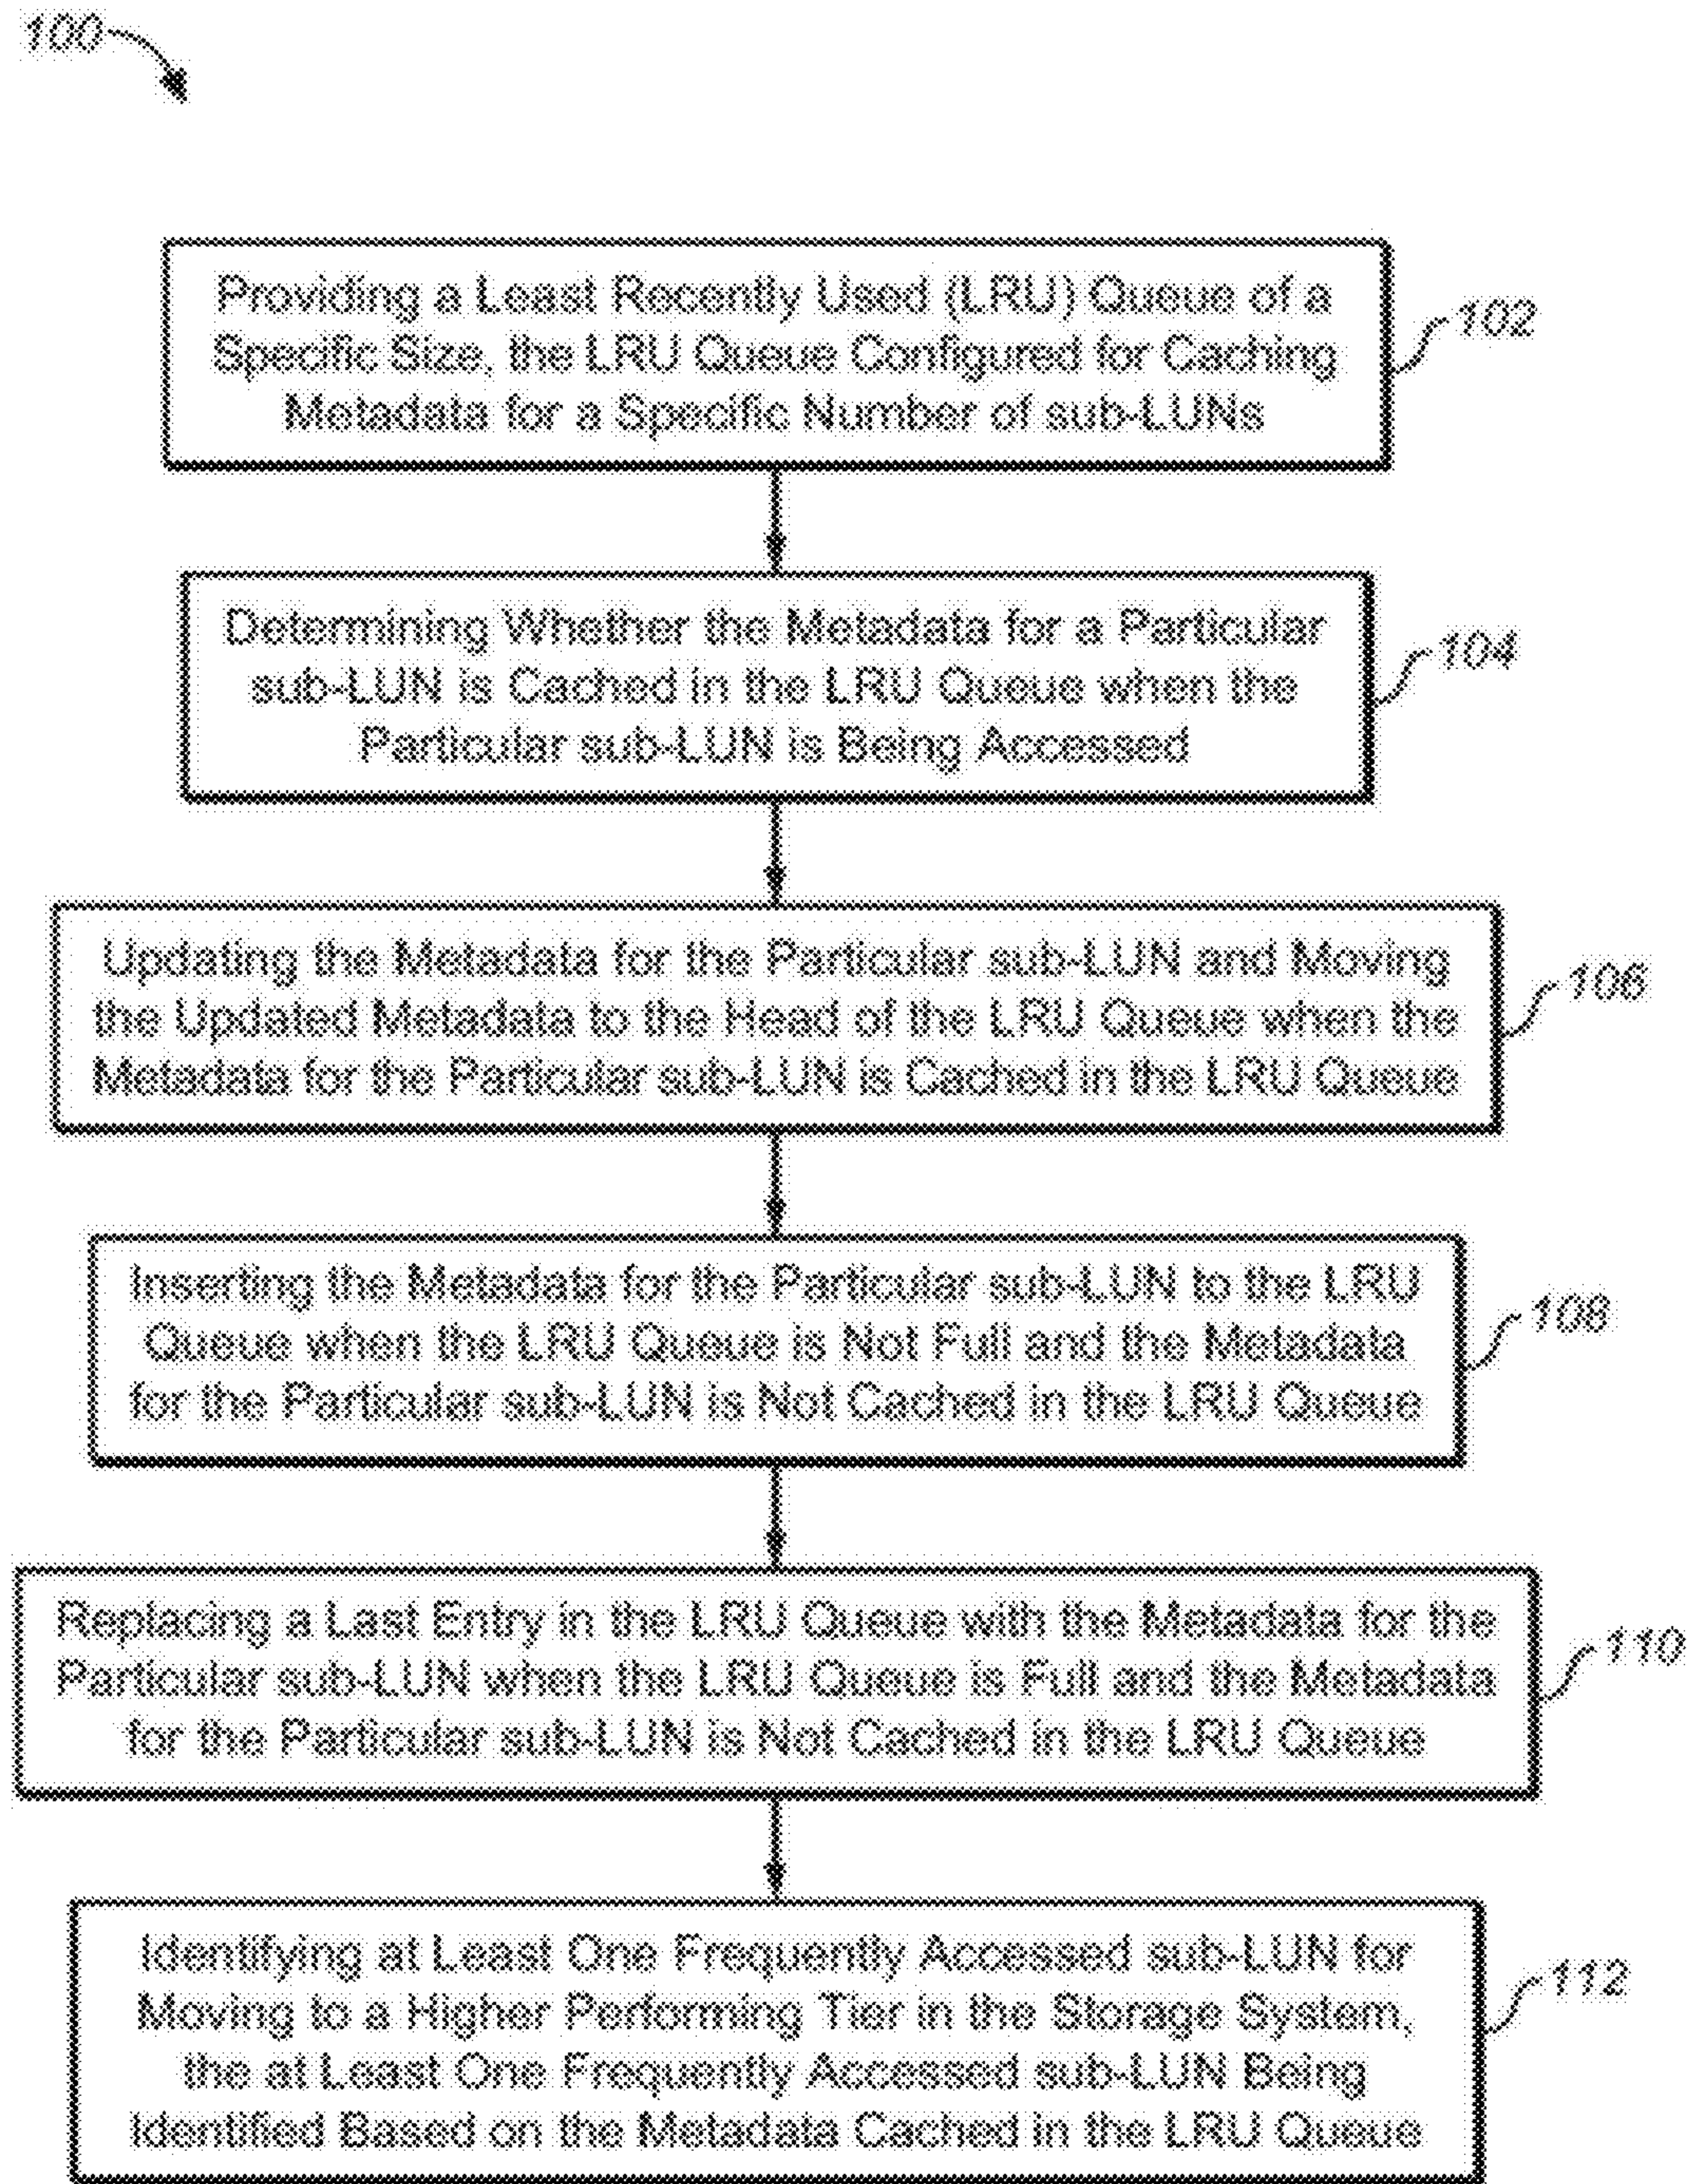 100
Providing a Least Recently Used (LRU) Queue of a
Specific Size, the LRU Queue Configured for Caching
Metadata for a Specific Number of sub-LUNs
102
Determining Whether the Metadata for a Particular
sub-LUN is Cached in the LRU Queue when the
Particular sub-LUN is Being Accessed
104
Updating the Metadata for the Particular sub-LUN and Moving
the Updated Metadata to the Head of the LRU Queue when the
Metadata for the Particular sub-LUN is Cached in the LRU Queue
106
Inserting the Metadata for the Particular sub-LUN to the LRU
Queue when the LRU Queue is Not Full and the Metadata
for the Particular sub-LUN is Not Cached in the LRU Queue
108
Replacing a Last Entry in the LRU Queue with the Metadata for the
Particular sub-LUN when the LRU Queue is Full and the Metadata
for the Particular sub-LUN is Not Cached in the LRU Queue
110
Identifying at Least One Frequently Accessed sub-LUN for
Moving to a Higher Performing Tier in the Storage System,
the at Least One Frequently Accessed sub-LUN Being
Identified Based on the Metadata Cached in the LRU Queue
112